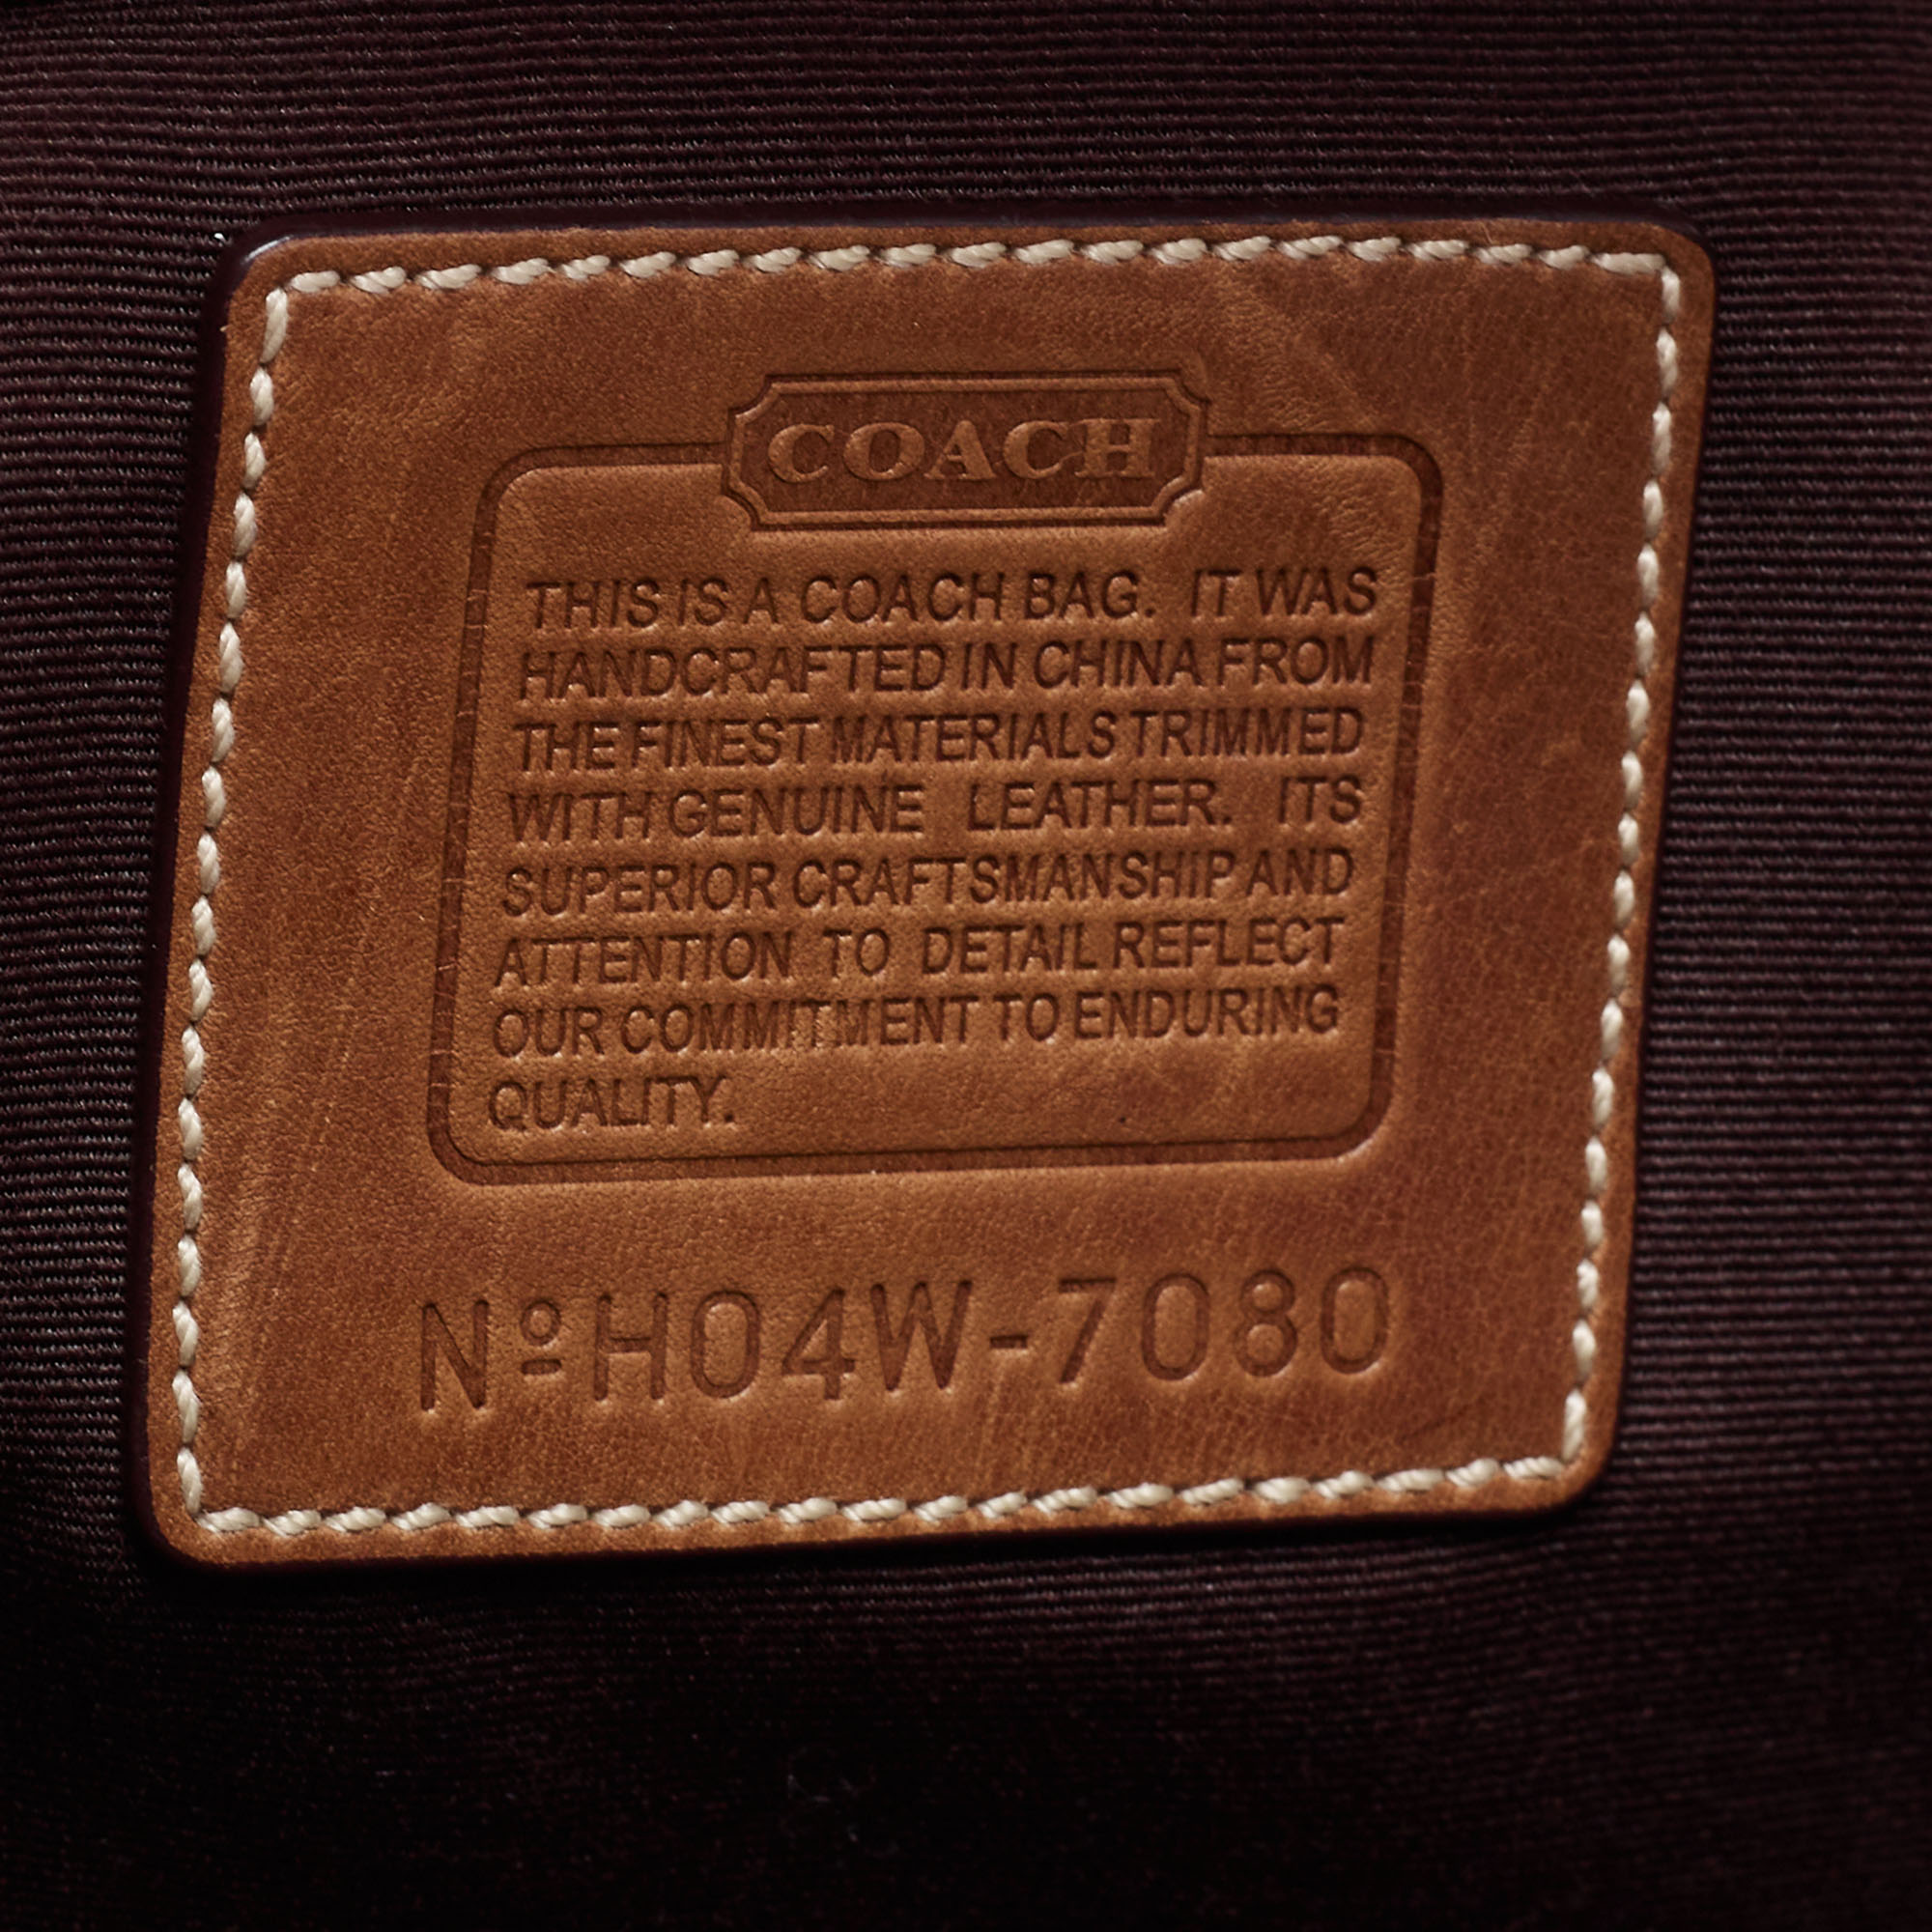 COACH
THIS IS A COACH BAG. IT WAS
HANDCRAFTED IN CHINA FROM
THE FINEST MATERIALS TRIMMED
WITH GENUINE LEATHER. ITS
SUPERIOR CRAFTSMANSHIP AND
ATTENTION TO DETAIL REFLECT
OUR COMMITMENT TO ENDURING
QUALITY.
Nº H04W-7080